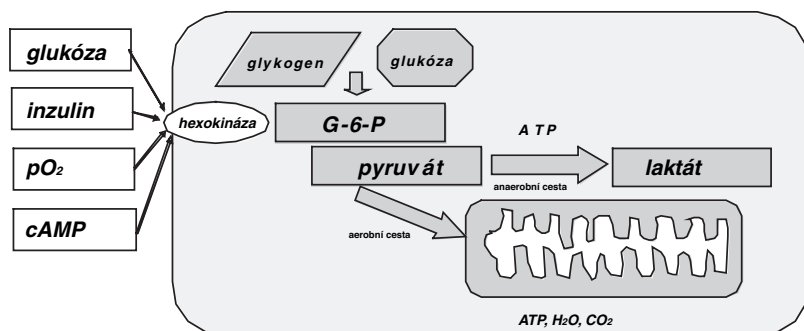 glukóza
inzulin
pO₂
cAMP
hexokináza
glykogen
glukóza
G-6-P
pyruvát
ATP
anaerobní cesta
laktát
aerobní cesta
ATP, H₂O, CO₂